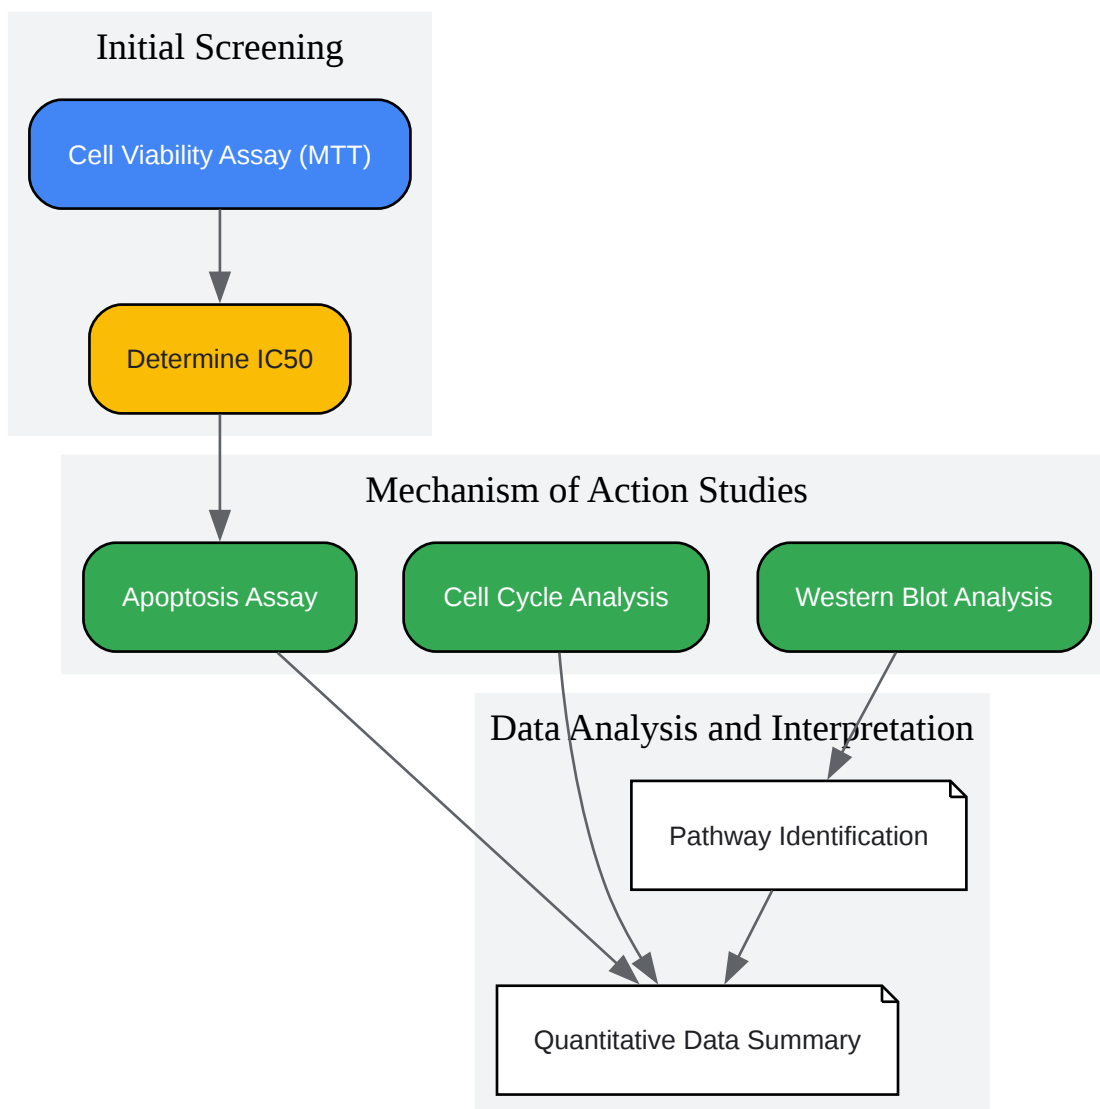 Initial Screening
Cell Viability Assay (MTT)
Determine IC50
Mechanism of Action Studies
Apoptosis Assay
Cell Cycle Analysis
Western Blot Analysis
Data Analysis and Interpretation
Pathway Identification
Quantitative Data Summary